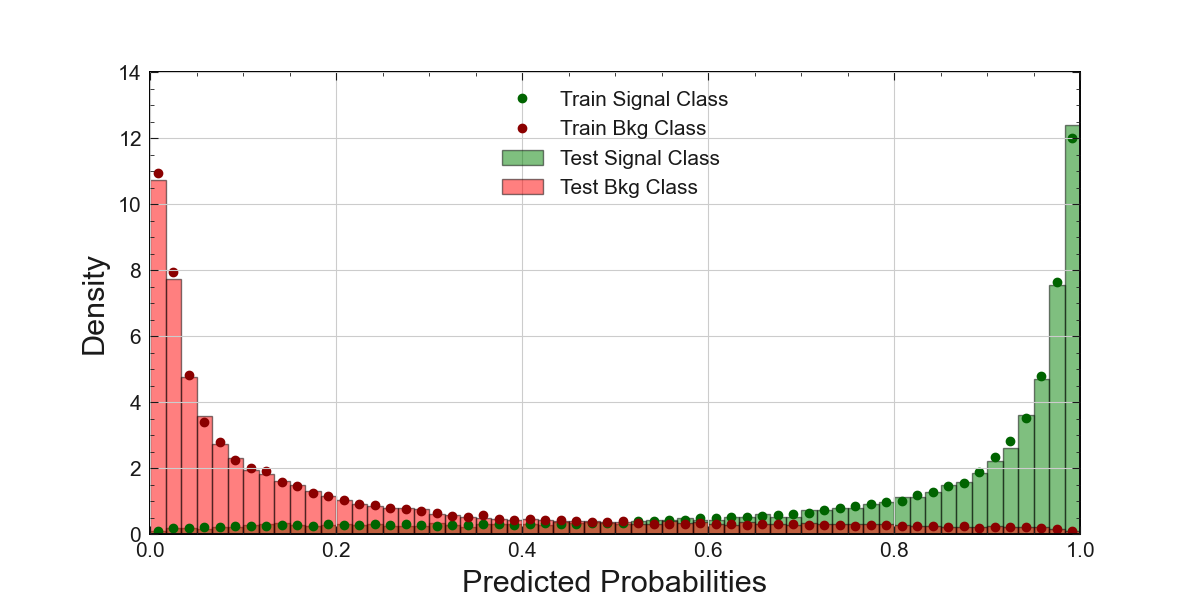 14
12
10
8
6
4
2
0
Density
Train Signal Class
Train Bkg Class
Test Signal Class
Test Bkg Class
0.0 0.2 0.4 0.6 0.8 1.0
Predicted Probabilities